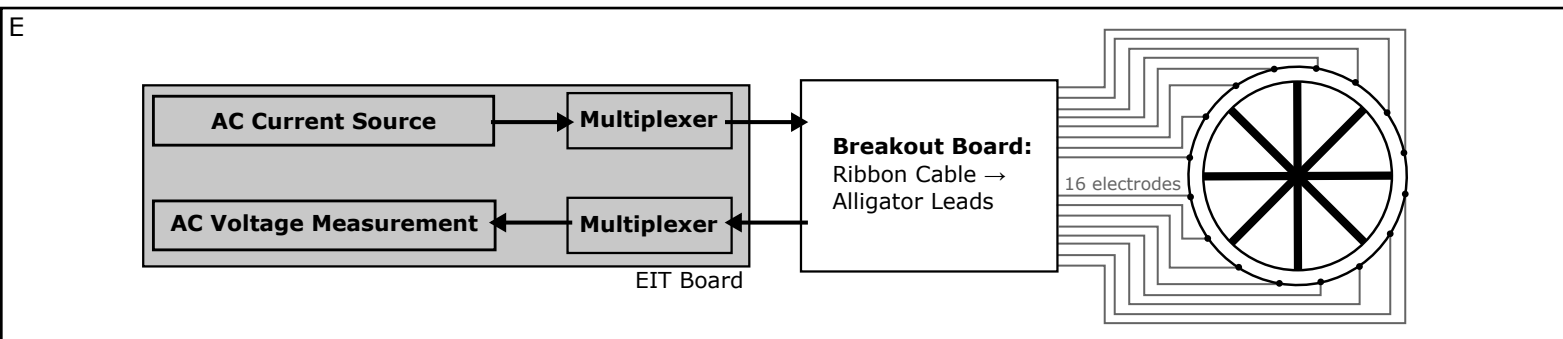 E
AC Current Source
Multiplexer
Breakout Board:
Ribbon Cable →
Alligator Leads
16 electrodes
AC Voltage Measurement
Multiplexer
EIT Board